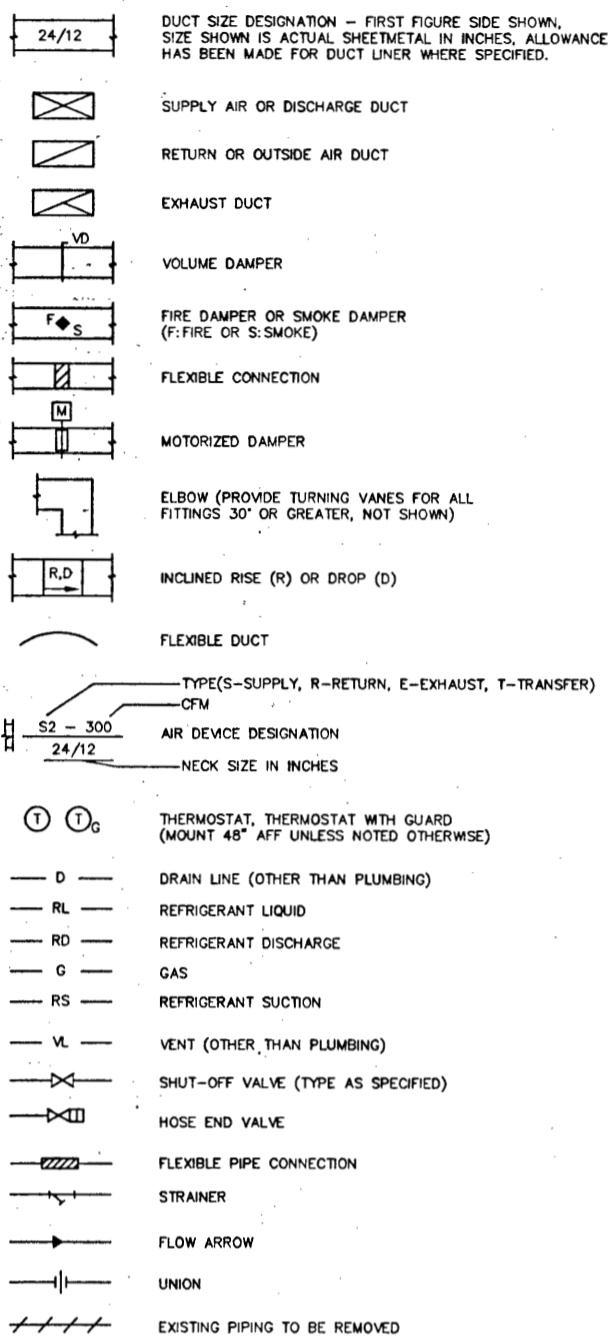 24/12
DUCT SIZE DESIGNATION – FIRST FIGURE SIDE SHOWN,
SIZE SHOWN IS ACTUAL SHEETMETAL IN INCHES, ALLOWANCE
HAS BEEN MADE FOR DUCT LINER WHERE SPECIFIED.
SUPPLY AIR OR DISCHARGE DUCT
RETURN OR OUTSIDE AIR DUCT
EXHAUST DUCT
VD
VOLUME DAMPER
F S
FIRE DAMPER OR SMOKE DAMPER
(F:FIRE OR S:SMOKE)
FLEXIBLE CONNECTION
M
MOTORIZED DAMPER
ELBOW (PROVIDE TURNING VANES FOR ALL
FITTINGS 30° OR GREATER, NOT SHOWN)
R,D
INCLINED RISE (R) OR DROP (D)
FLEXIBLE DUCT
TYPE(S–SUPPLY, R–RETURN, E–EXHAUST, T–TRANSFER)
CFM
S2 – 300
24/12
AIR DEVICE DESIGNATION
NECK SIZE IN INCHES
T T G
THERMOSTAT, THERMOSTAT WITH GUARD
(MOUNT 48" AFF UNLESS NOTED OTHERWISE)
D DRAIN LINE (OTHER THAN PLUMBING)
RL REFRIGERANT LIQUID
RD REFRIGERANT DISCHARGE
G GAS
RS REFRIGERANT SUCTION
VL VENT (OTHER THAN PLUMBING)
SHUT–OFF VALVE (TYPE AS SPECIFIED)
HOSE END VALVE
FLEXIBLE PIPE CONNECTION
STRAINER
FLOW ARROW
UNION
EXISTING PIPING TO BE REMOVED